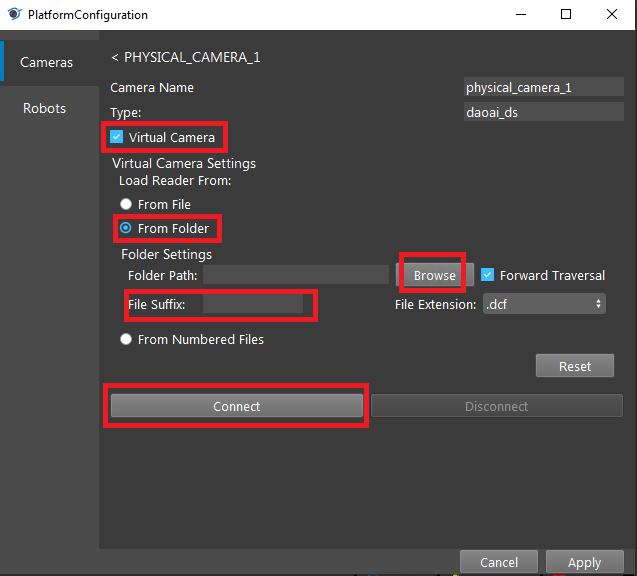 PlatformConfiguration
Cameras
Robots
< PHYSICAL_CAMERA_1
Camera Name physical_camera_1
Type: daoai_ds
Virtual Camera
Virtual Camera Settings
Load Reader From:
From File
From Folder
Folder Settings
Folder Path: Browse Forward Traversal
File Suffix: File Extension: .dcf
From Numbered Files
Reset
Connect Disconnect
Cancel Apply